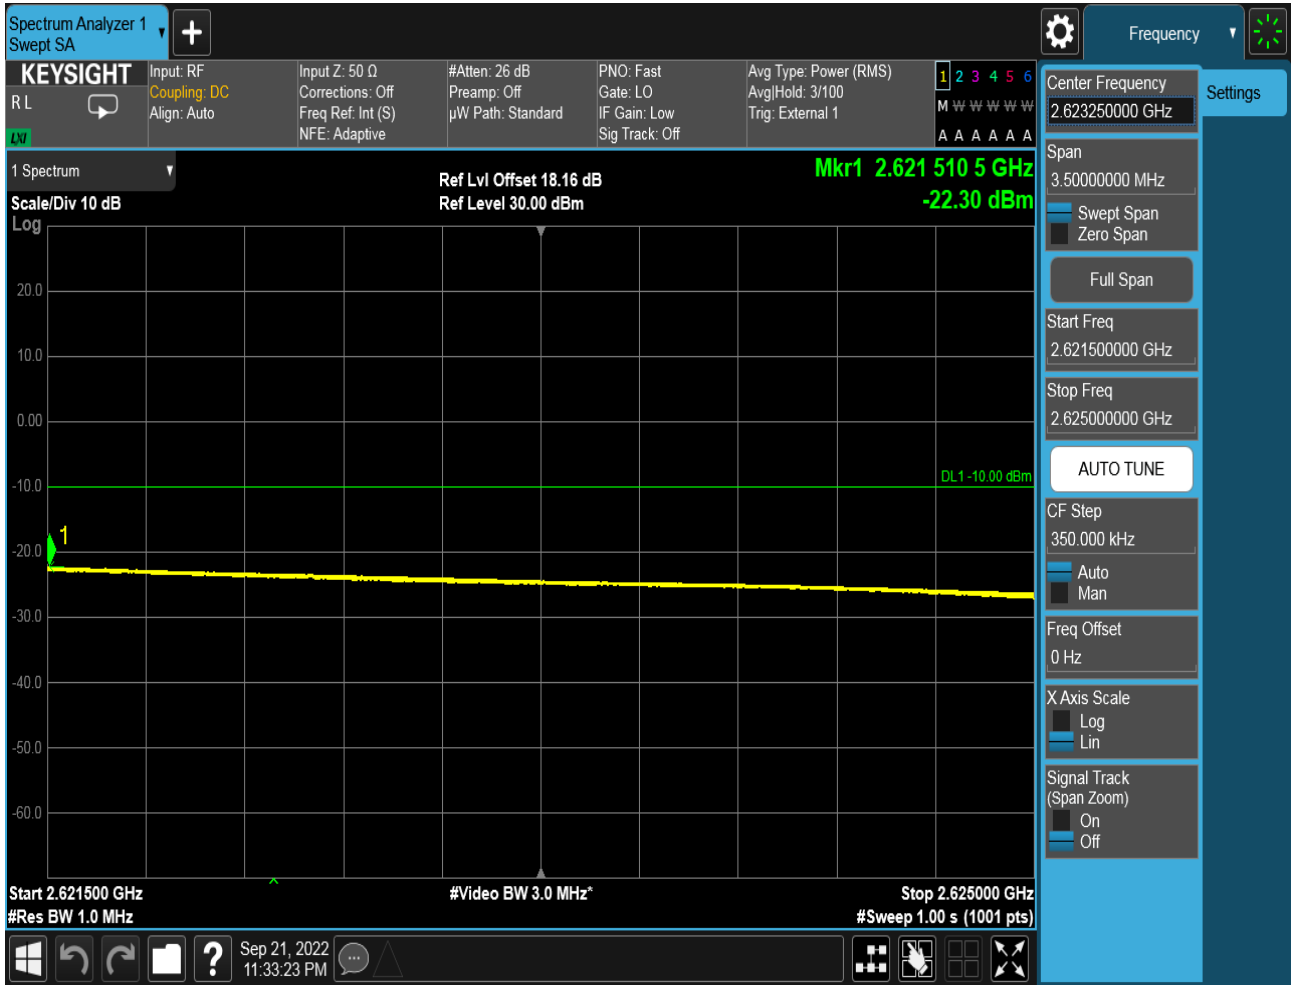 Spectrum Analyzer 1
Swept SA
Frequency
KEYSIGHT
R L
LXI
Input: RF
Coupling: DC
Align: Auto
Input Z: 50 Ω
Corrections: Off
Freq Ref: Int (S)
NFE: Adaptive
#Atten: 26 dB
Preamp: Off
µW Path: Standard
PNO: Fast
Gate: LO
IF Gain: Low
Sig Track: Off
Avg Type: Power (RMS)
Avg|Hold: 3/100
Trig: External 1
1 2 3 4 5 6
M W W W W W
A A A A A A
1 Spectrum
Scale/Div 10 dB
Log
Ref Lvl Offset 18.16 dB
Ref Level 30.00 dBm
Mkr1 2.621 510 5 GHz
-22.30 dBm
20.0
10.0
0.00
-10.0
-20.0
-30.0
-40.0
-50.0
-60.0
DL1 -10.00 dBm
1
Start 2.621500 GHz
#Res BW 1.0 MHz
#Video BW 3.0 MHz*
Stop 2.625000 GHz
#Sweep 1.00 s (1001 pts)
Center Frequency
2.623250000 GHz
Settings
Span
3.50000000 MHz
Swept Span
Zero Span
Full Span
Start Freq
2.621500000 GHz
Stop Freq
2.625000000 GHz
AUTO TUNE
CF Step
350.000 kHz
Auto
Man
Freq Offset
0 Hz
X Axis Scale
Log
Lin
Signal Track
(Span Zoom)
On
Off
?
Sep 21, 2022
11:33:23 PM